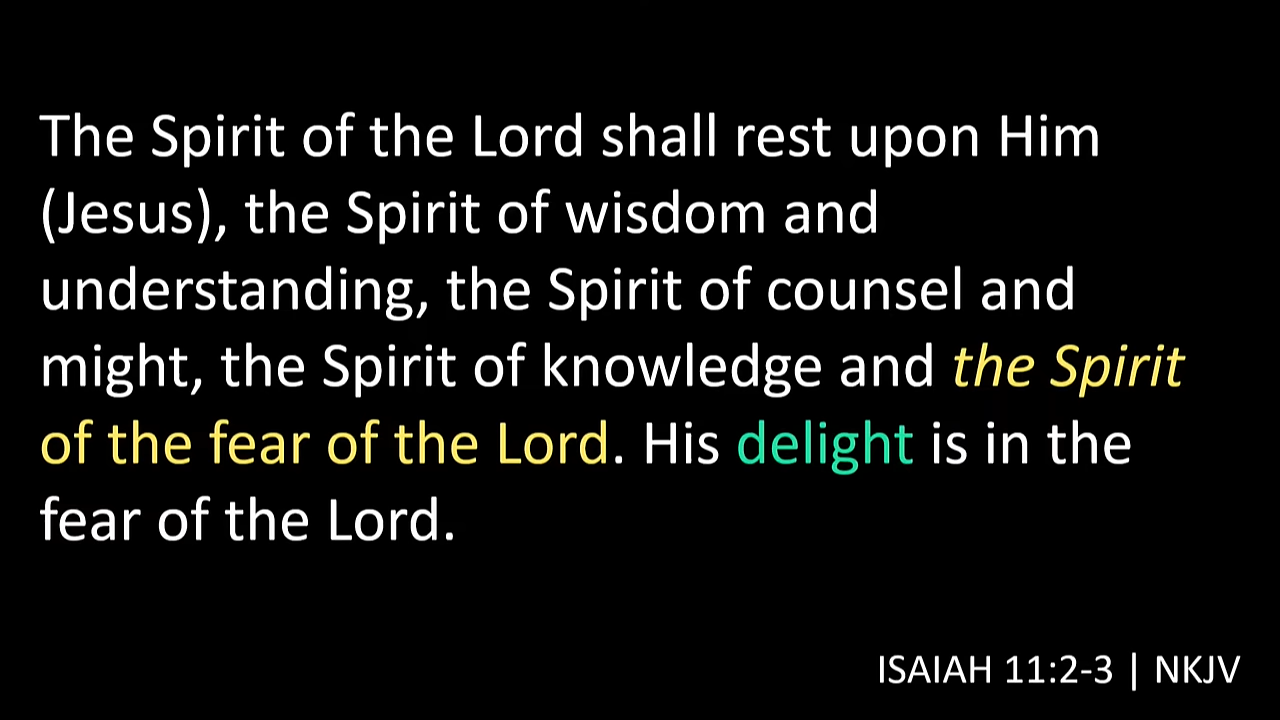 The Spirit of the Lord shall rest upon Him
(Jesus), the Spirit of wisdom and
understanding, the Spirit of counsel and
might, the Spirit of knowledge and the Spirit
of the fear of the Lord. His delight is in the
fear of the Lord.
ISAIAH 11:2-3 | NKJV